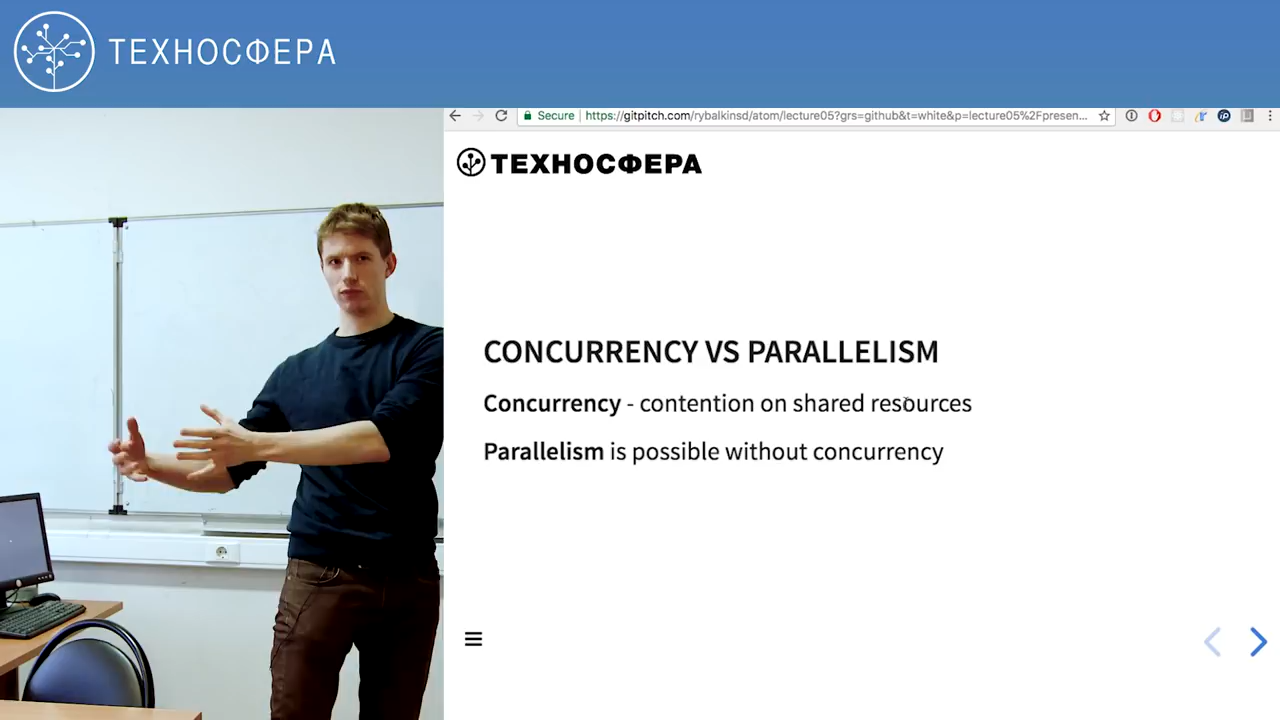 ТЕХНОСФЕРА
Secure
https://gitpitch.com/rybalkinsd/atom/lecture05?grs=github&t=white&p=lecture05%2Fpresen...
ТЕХНОСФЕРА
CONCURRENCY VS PARALLELISM
Concurrency - contention on shared resources
Parallelism is possible without concurrency